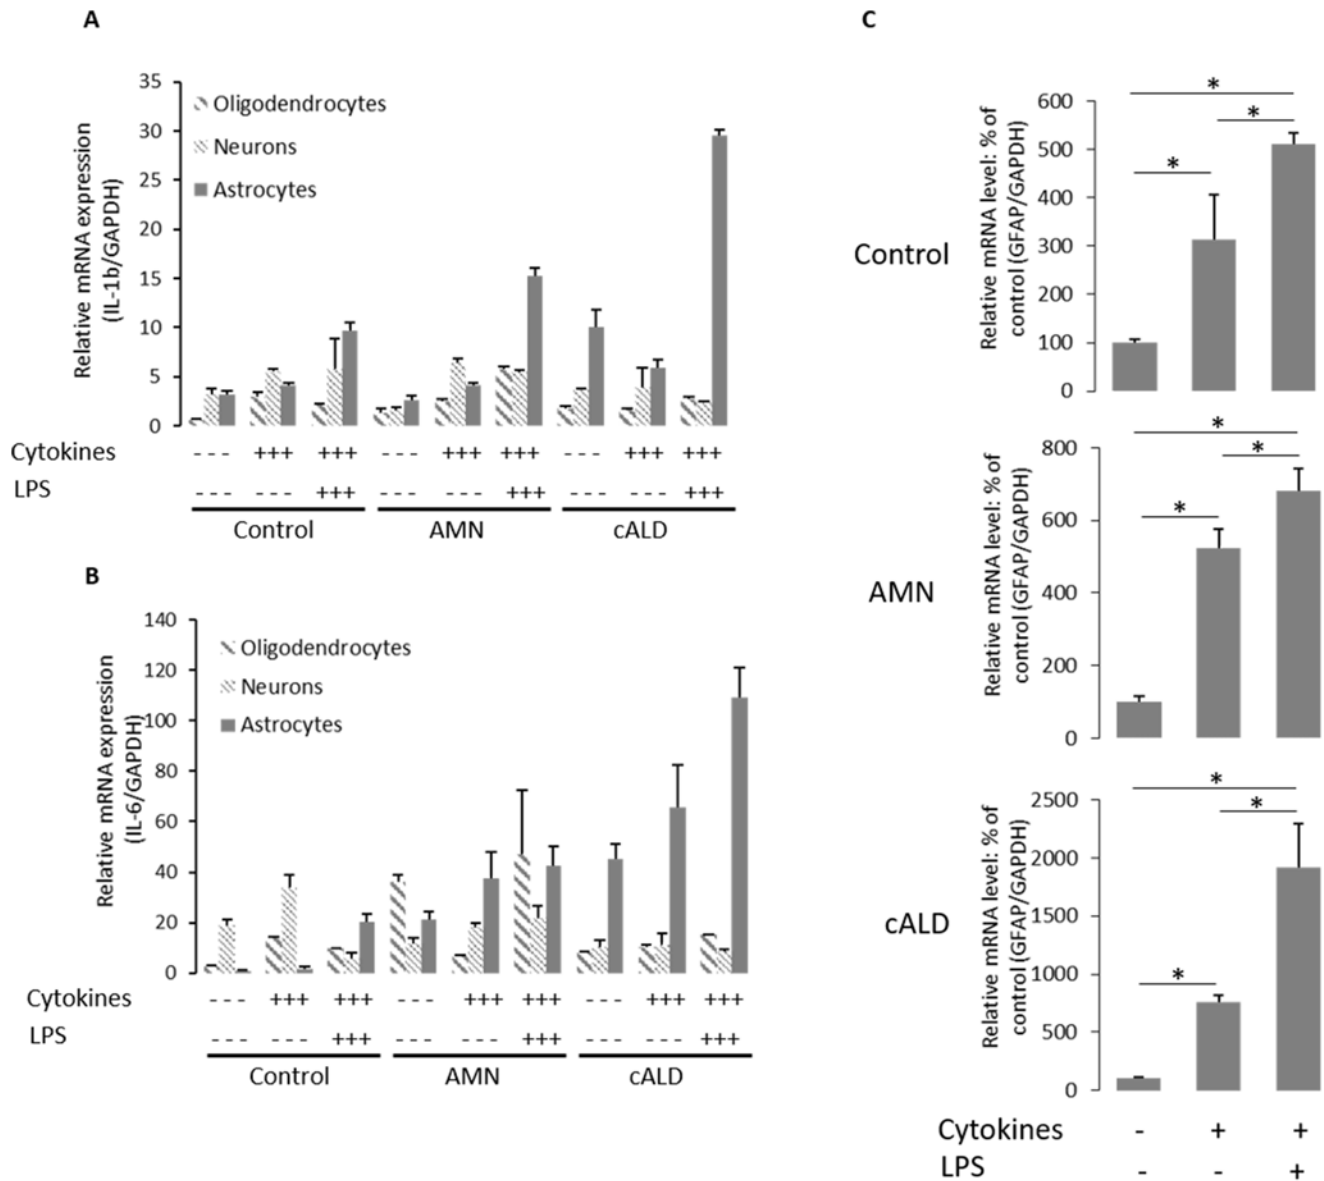 A
Relative mRNA expression
(IL-1b/GAPDH)
35
30
25
20
15
10
5
0
Oligodendrocytes
Neurons
Astrocytes
Cytokines
- - - +++ +++ - - - +++ +++ - - - +++ +++
LPS
- - - - - - +++ - - - - - - +++ - - - - - - +++
Control AMN cALD
B
Relative mRNA expression
(IL-6/GAPDH)
140
120
100
80
60
40
20
0
Oligodendrocytes
Neurons
Astrocytes
Cytokines
- - - +++ +++ - - - +++ +++ - - - +++ +++
LPS
- - - - - - +++ - - - - - - +++ - - - - - - +++
Control AMN cALD
C
Control
Relative mRNA level: % of
control (GFAP/GAPDH)
600
500
400
300
200
100
0
*
*
*
AMN
Relative mRNA level: % of
control (GFAP/GAPDH)
800
600
400
200
0
*
*
*
cALD
Relative mRNA level: % of
control (GFAP/GAPDH)
2500
2000
1500
1000
500
0
*
*
*
Cytokines - + +
LPS - - +